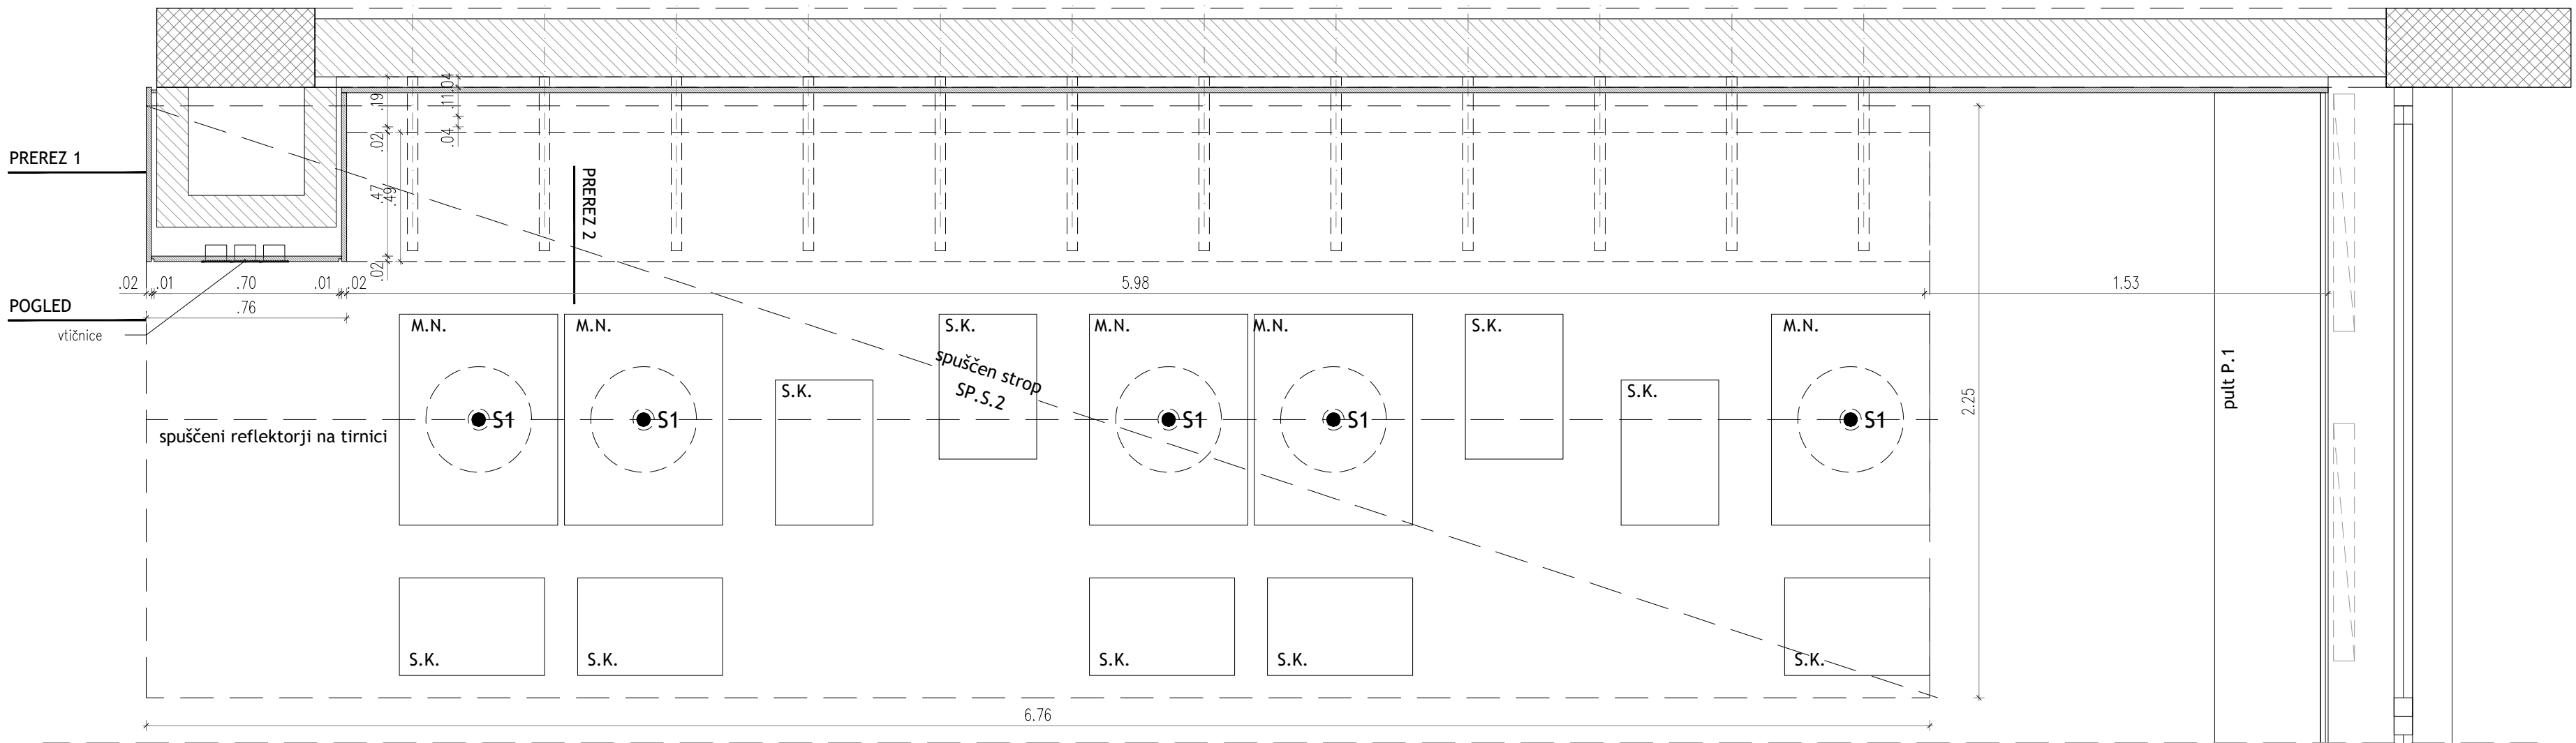 .19
.11
.04
PREREZ 1
.02
.04
PREREZ 2
.47
.49
.02
.02
.01
.70
.01
.02
5.98
1.53
.76
POGLED
vtičnice
M.N.
M.N.
S.K.
M.N.
M.N.
S.K.
M.N.
spuščen strop
SP.S.2
S.K.
S.K.
pult P.1
2.25
S1
S1
S1
S1
S1
spuščeni reflektorji na tirnici
S.K.
S.K.
S.K.
S.K.
S.K.
6.76